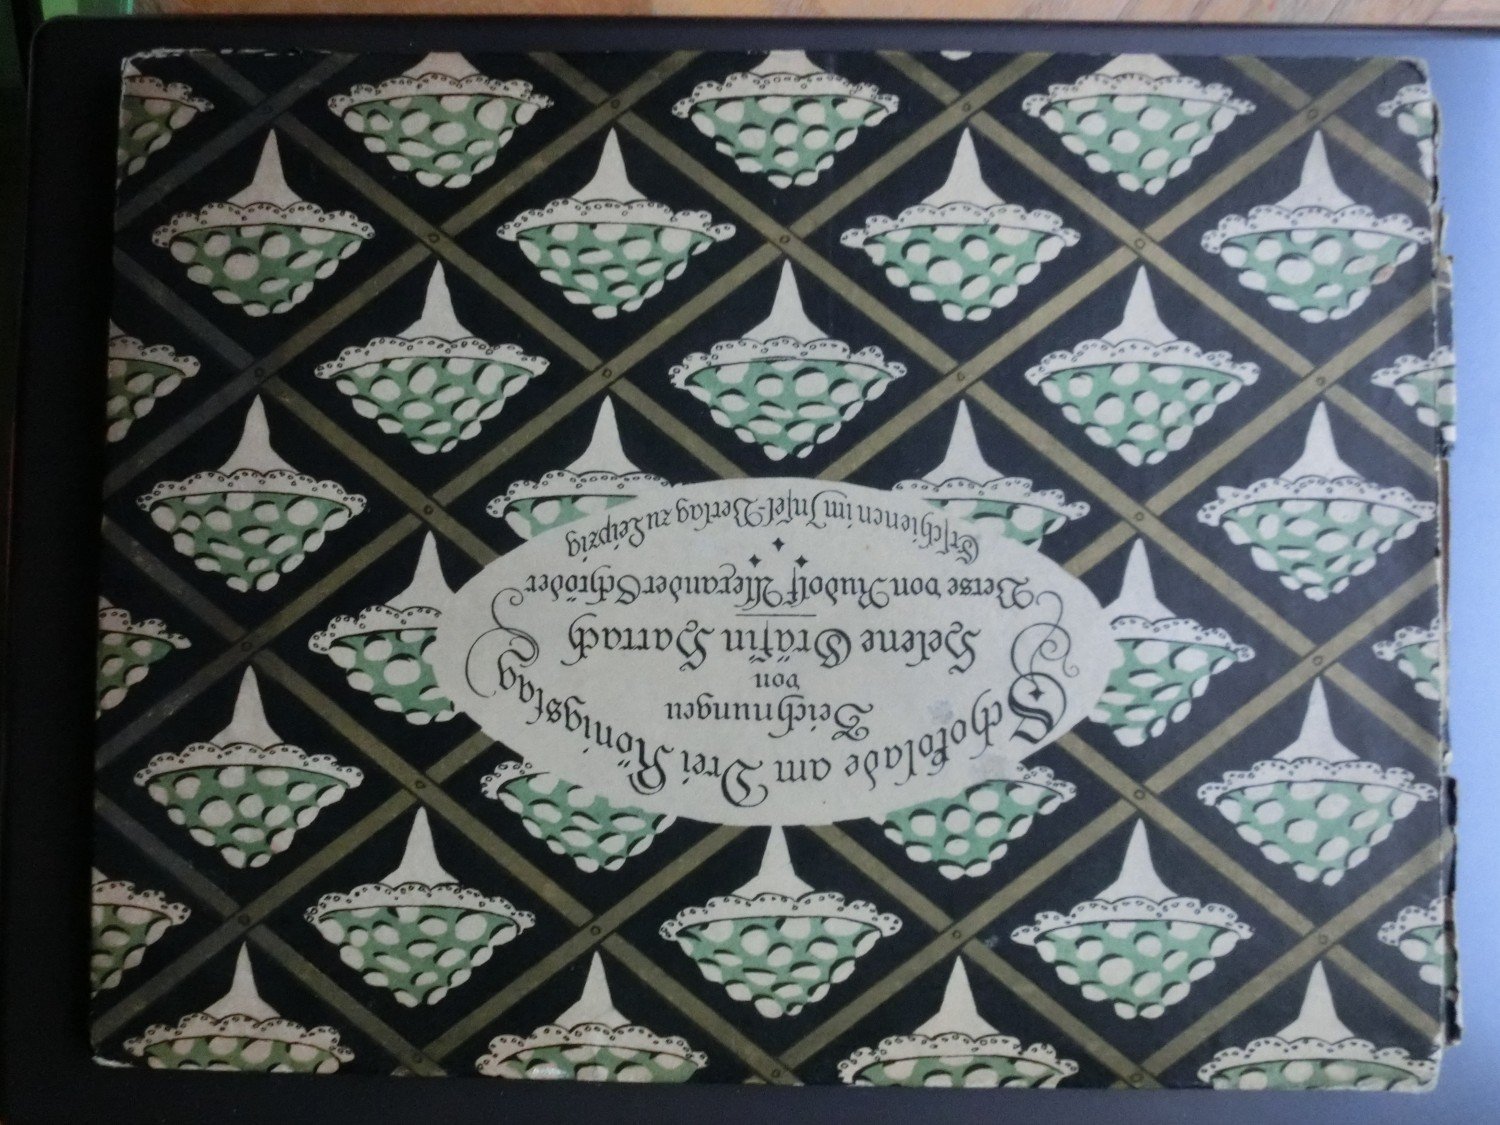 Schokolade am Drei Königstag
Zeichnungen
von
Helene Gräfin Harrach
Verse von Rudolf Alexander Schröder
Erschienen im Insel-Verlag zu Leipzig